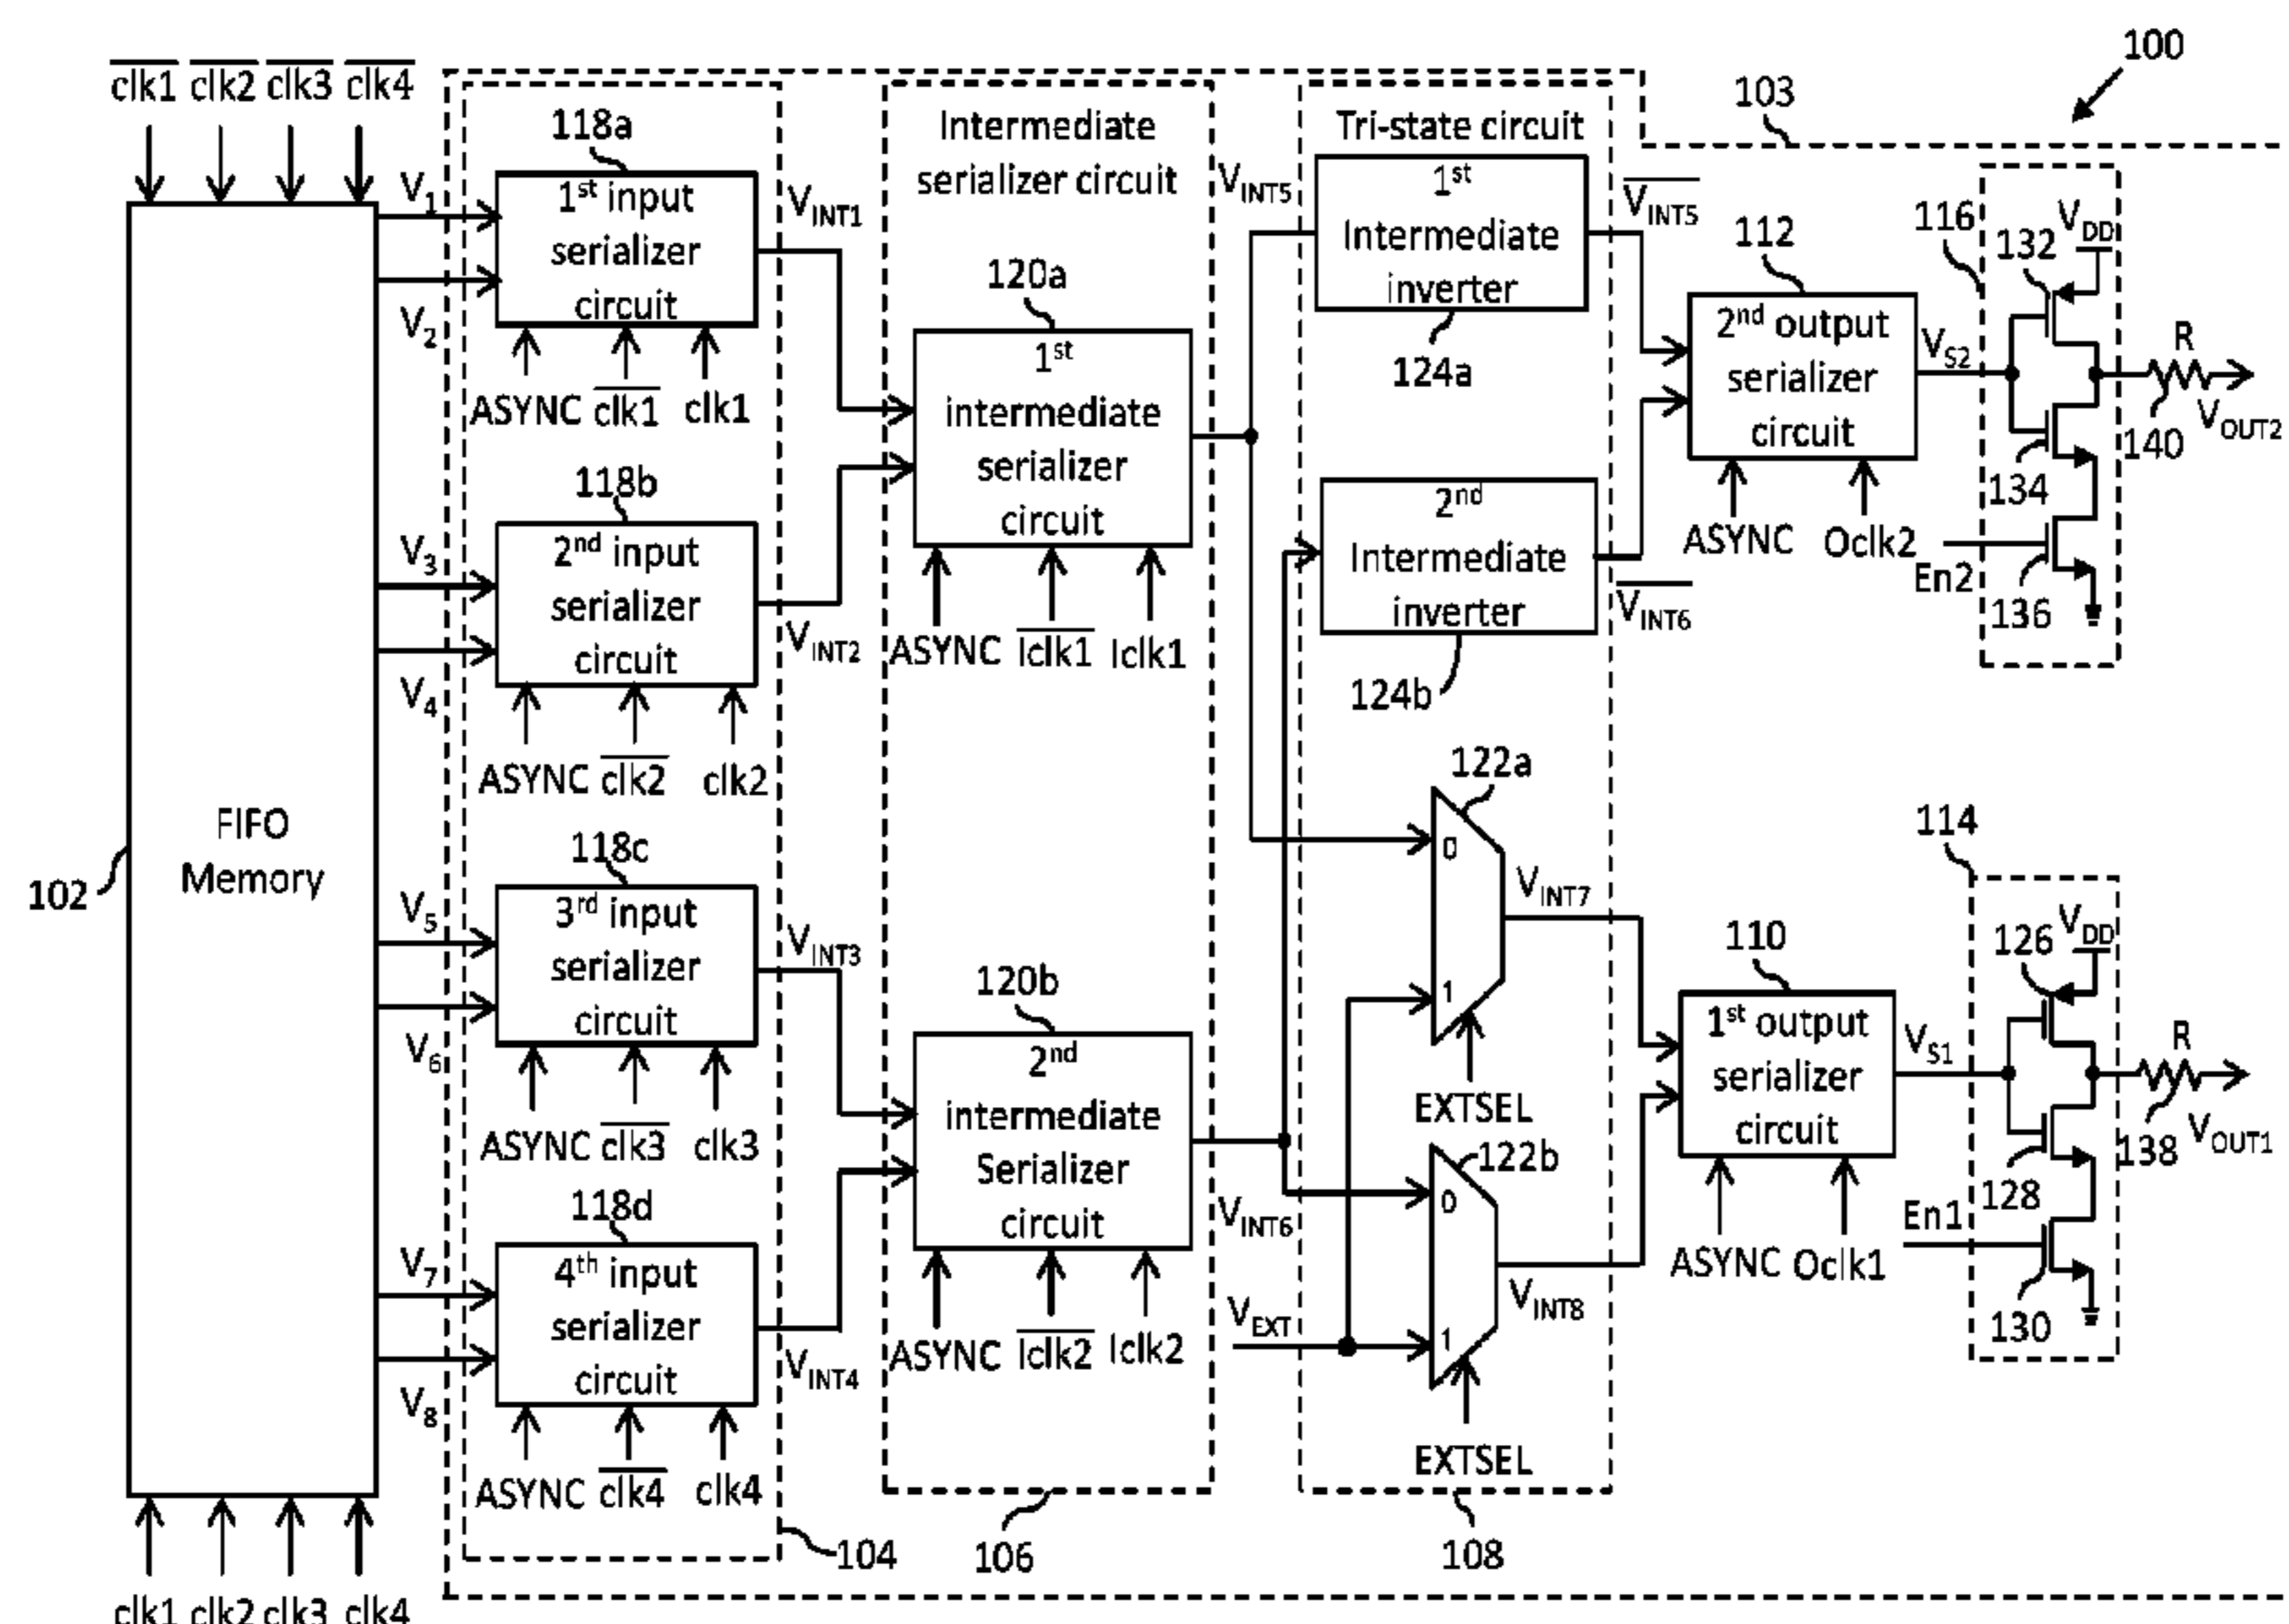 100
103
clk1 clk2 clk3 clk4
FIFO
Memory
102
clk1 clk2 clk3 clk4
V1
V2
V3
V4
V5
V6
V7
V8
118a
1st input
serializer
circuit
ASYNC clk1 clk1
118b
2nd input
serializer
circuit
ASYNC clk2 clk2
118c
3rd input
serializer
circuit
ASYNC clk3 clk3
118d
4th input
serializer
circuit
ASYNC clk4 clk4
104
VINT1
VINT2
VINT3
VINT4
Intermediate
serializer circuit
120a
1st
intermediate
serializer
circuit
ASYNC Iclk1 Iclk1
120b
2nd
intermediate
Serializer
circuit
ASYNC Iclk2 Iclk2
106
VINT5
VINT6
VEXT
Tri-state circuit
1st
Intermediate
inverter
124a
2nd
Intermediate
inverter
124b
122a
0
1
EXTSEL
122b
0
1
EXTSEL
108
VINT5
VINT6
VINT7
VINT8
112
2nd output
serializer
circuit
ASYNC Oclk2
VS2
116
132
VDD
134
En2
136
R
140
VOUT2
110
1st output
serializer
circuit
ASYNC Oclk1
VS1
114
126
VDD
128
En1
130
R
138
VOUT1